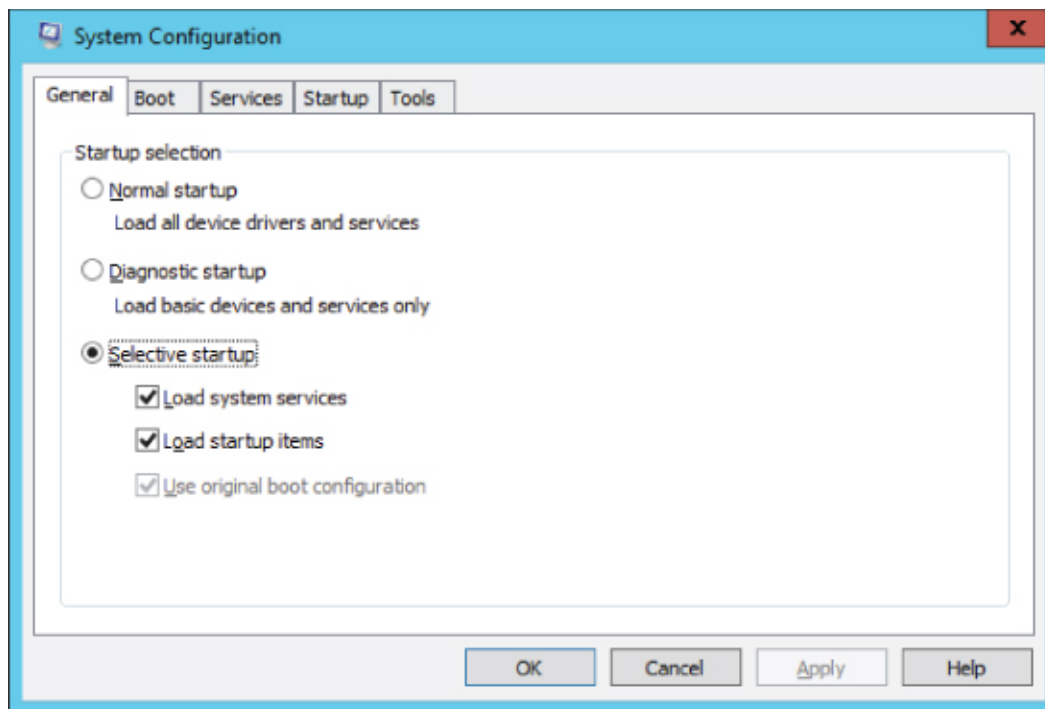 System Configuration
X
General Boot Services Startup Tools
Startup selection
Normal startup
Load all device drivers and services
Diagnostic startup
Load basic devices and services only
Selective startup
Load system services
Load startup items
Use original boot configuration
OK Cancel Apply Help